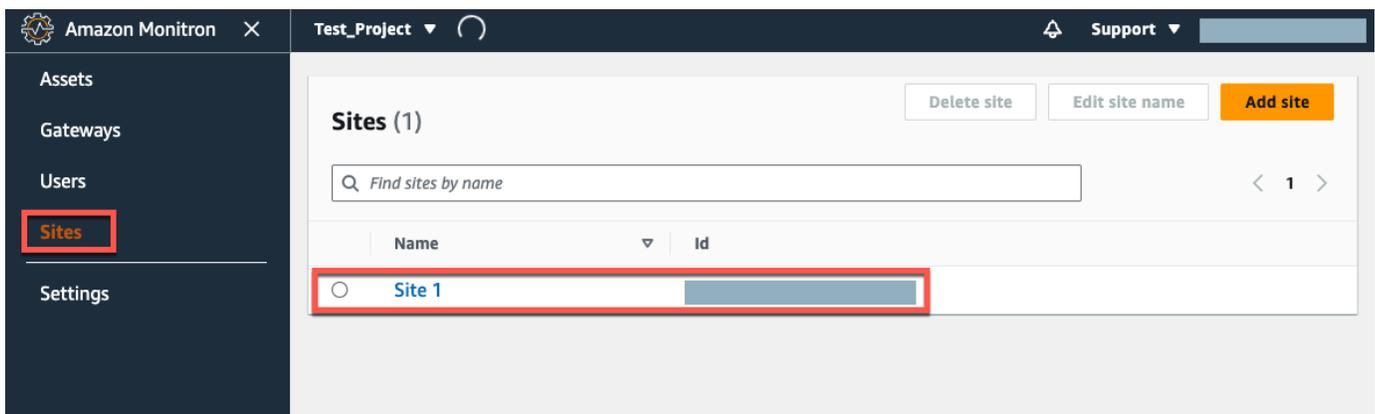 Amazon Monitron
Test_Project
Support
Assets
Gateways
Users
Sites
Settings
Sites (1)
Delete site
Edit site name
Add site
Find sites by name
1
Name
Id
Site 1